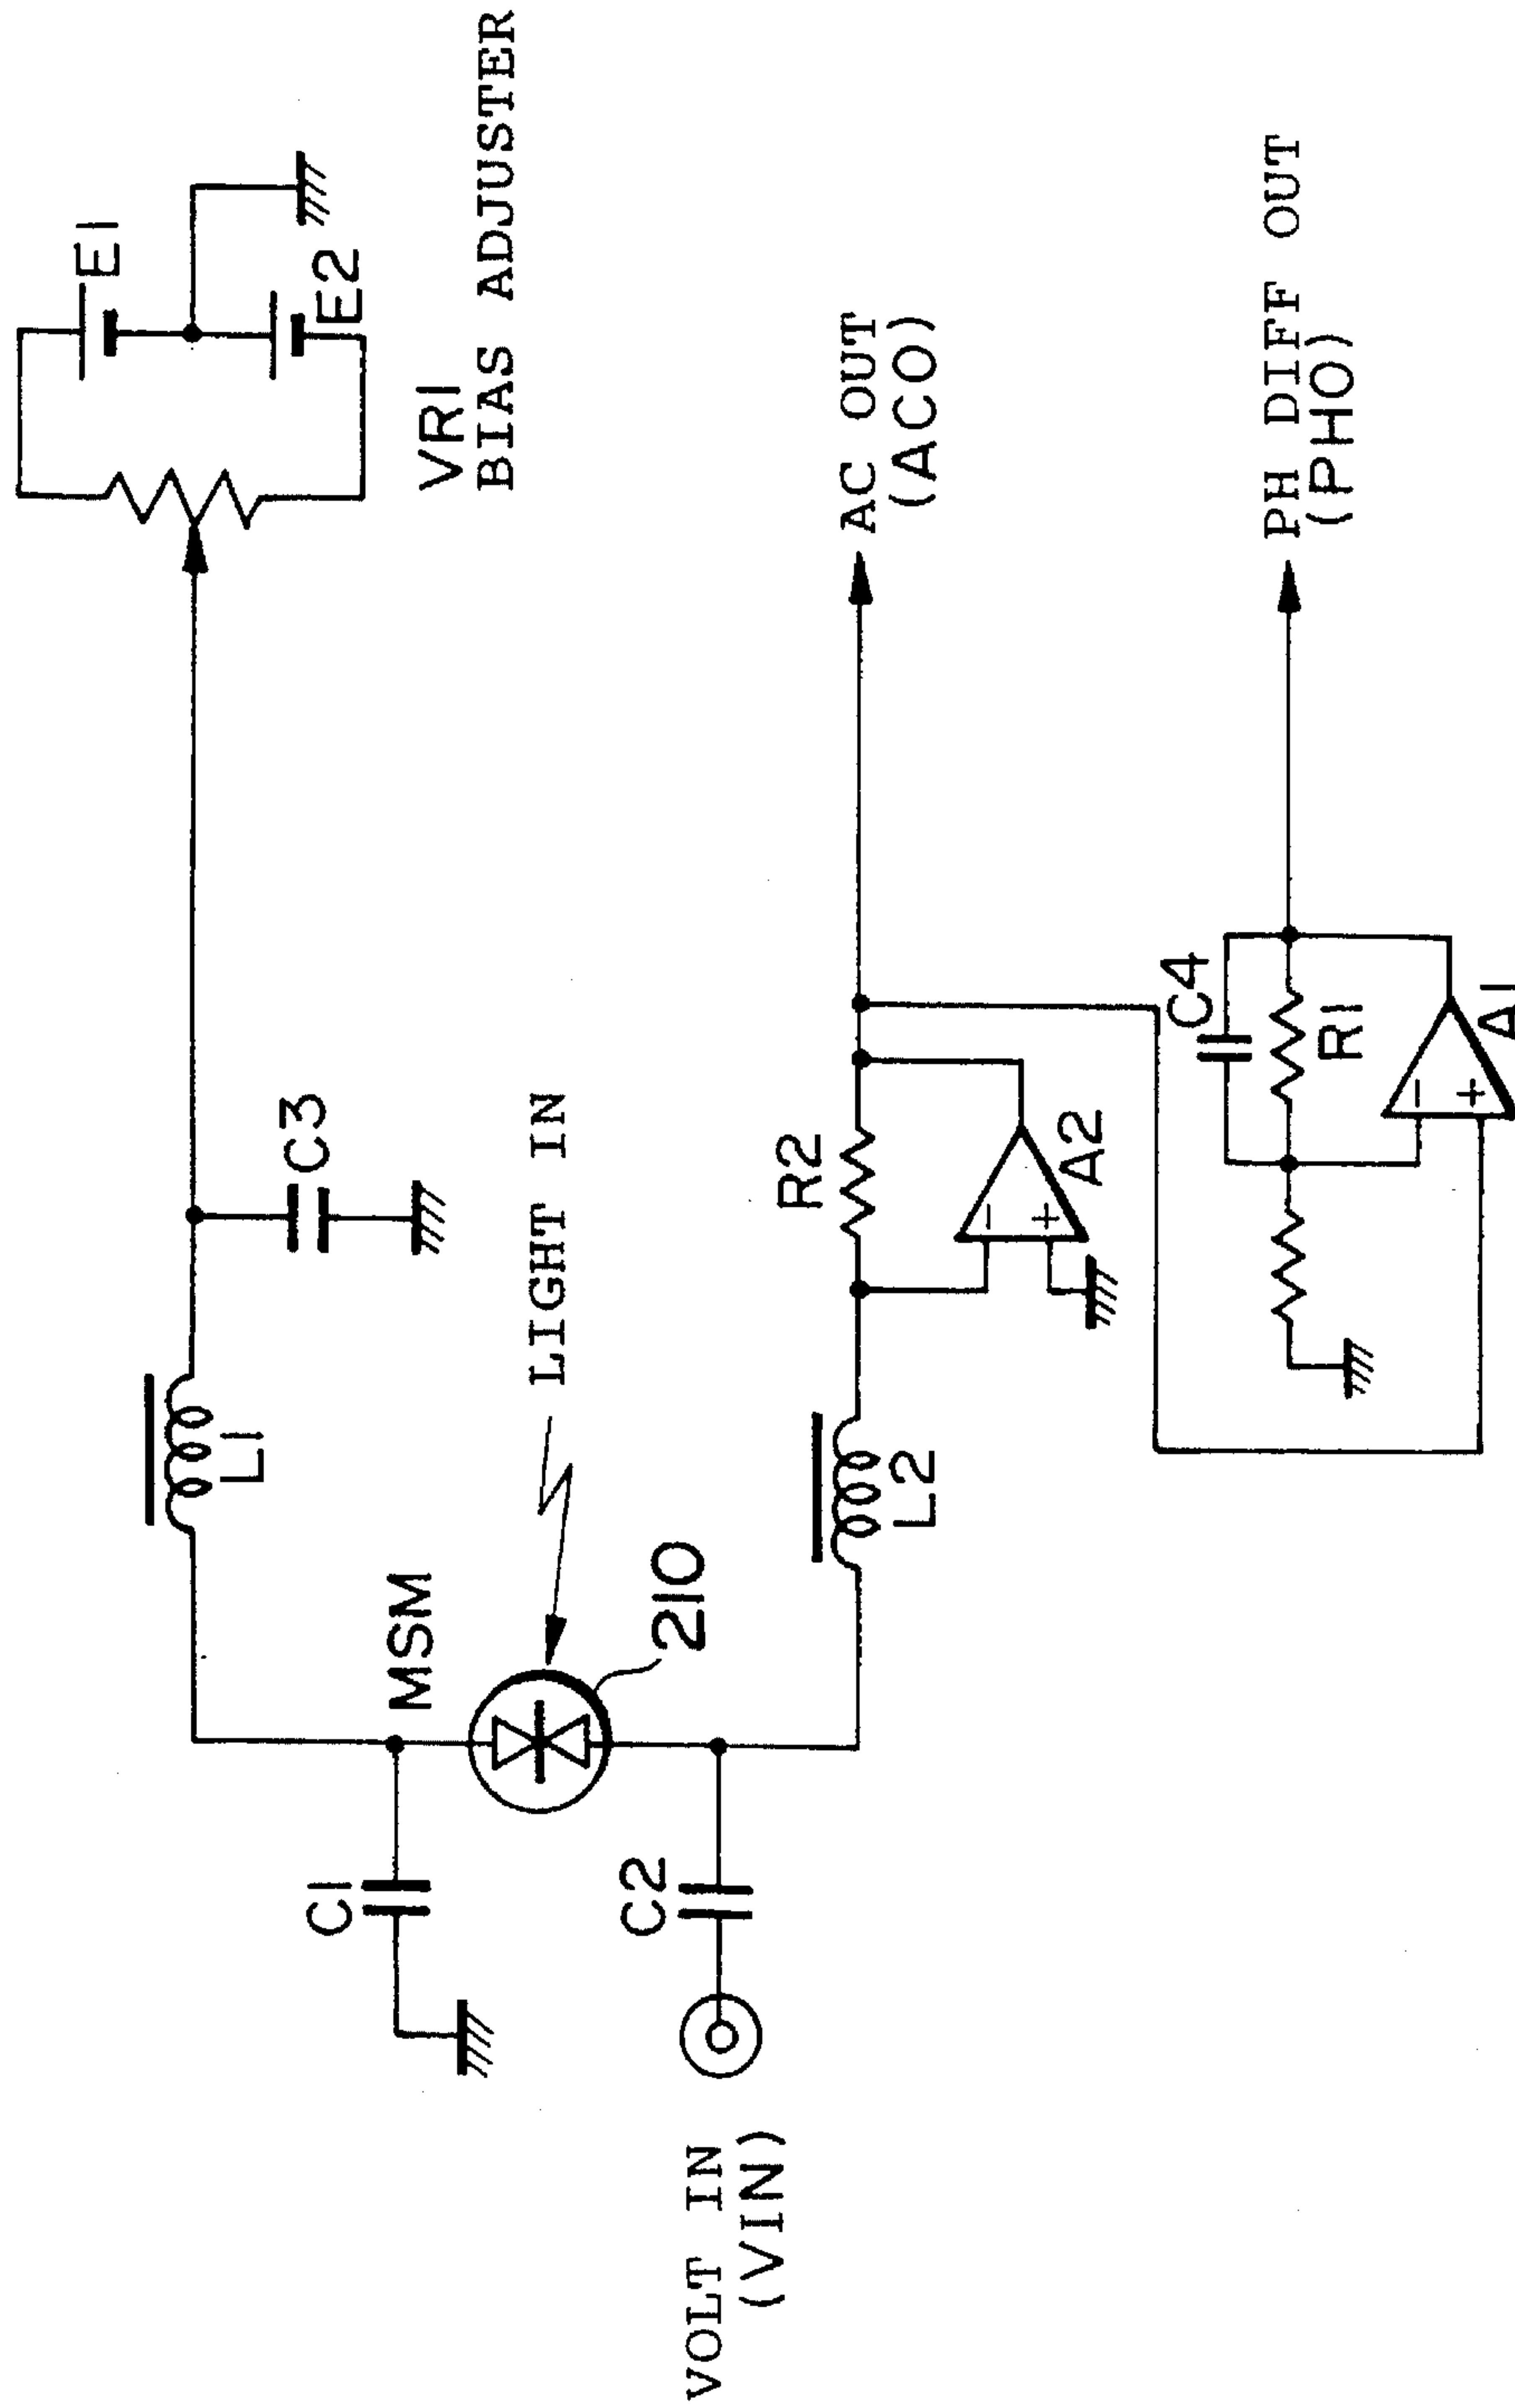 E1
E2
VR1
BIAS ADJUSTER
L1
C3
C1
MSM
LIGHT IN
210
VOLT IN
(VIN)
C2
L2
R2
A2
-
+
AC OUT
(ACO)
C4
R1
A1
-
+
PH DIFF OUT
(PHO)